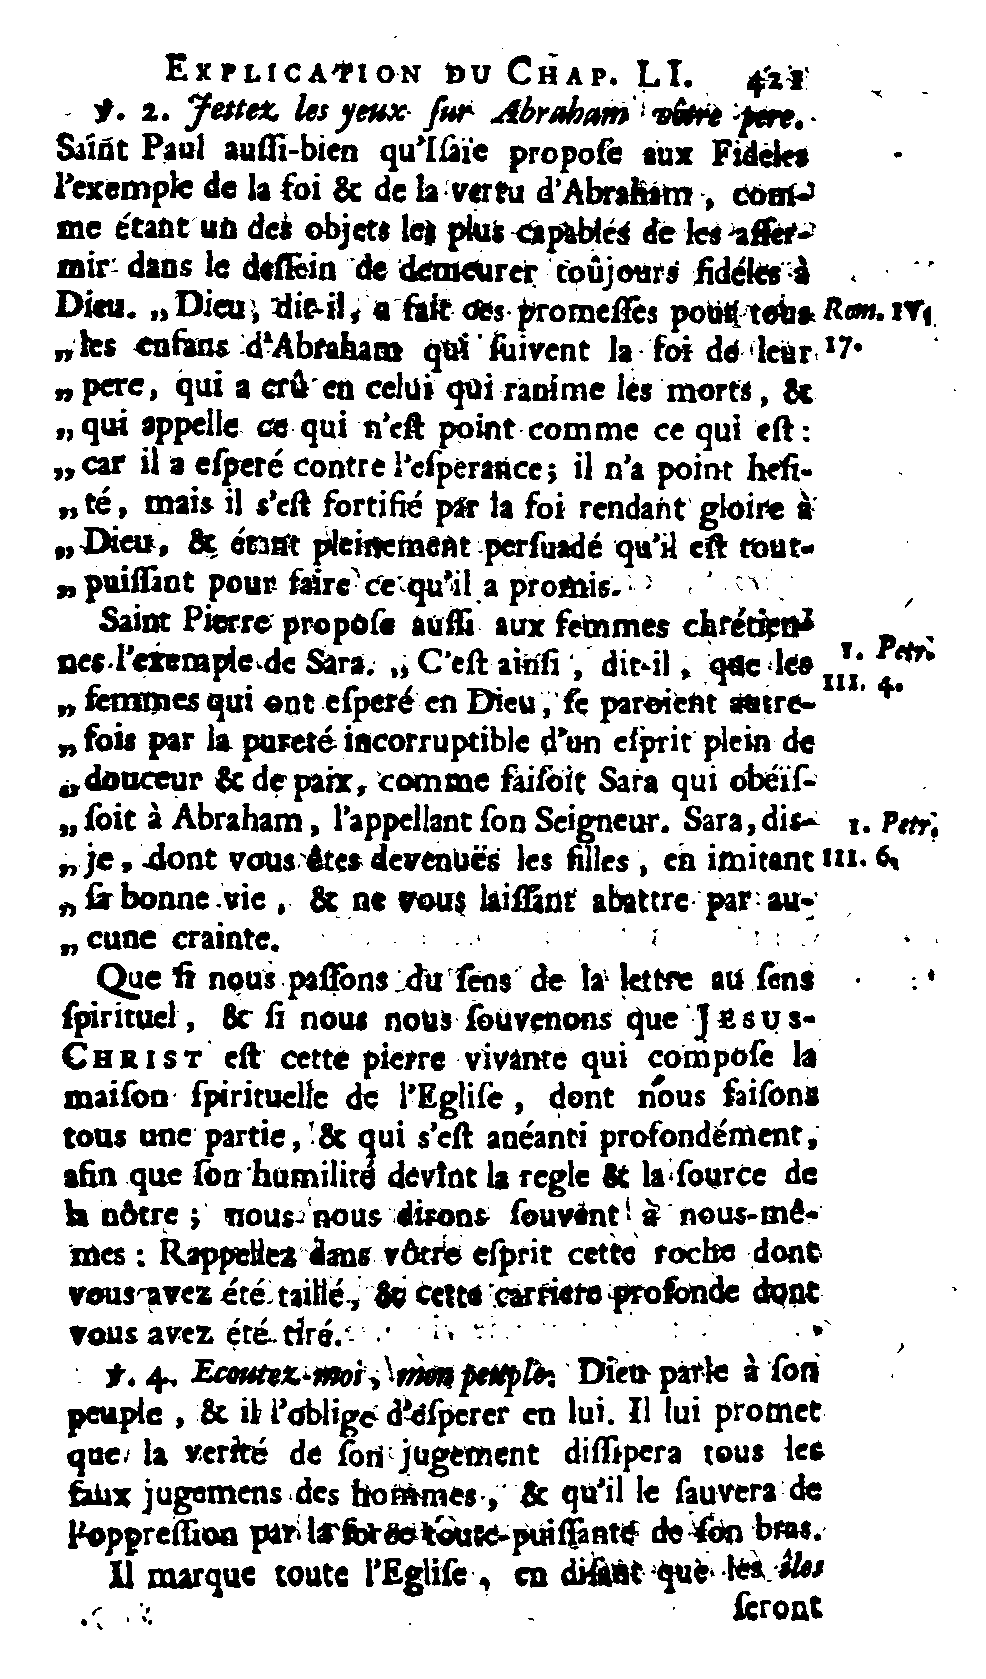 EXPLICATION DU CHAP. LI. 421
℣. 2. Jettez les yeux ſur Abraham vôtre pere.
Saint Paul auſſi-bien qu'Iſaïe propoſe aux Fideles
l'exemple de la foi & de la vertu d'Abraham, com-
me étant un des objets les plus capables de les affer-
mir dans le deſſein de demeurer toûjours fidéles à
Dieu. „ Dieu, dit-il, a fait ces promeſſes pour tous Rom. IV.
„ les enfans d'Abraham qui ſuivent la foi de leur 17.
„ pere, qui a crû en celui qui ranime les morts, &
„ qui appelle ce qui n'eſt point comme ce qui eſt:
„ car il a eſperé contre l'eſperance; il n'a point heſi-
„ té, mais il s'eſt fortifié par la foi rendant gloire à
„ Dieu, & étant pleinement perſuadé qu'il eſt tout-
„ puiſſant pour faire ce qu'il a promis.
Saint Pierre propoſe auſſi aux femmes chrétien-
nes l'exemple de Sara. „ C'eſt ainſi, dit-il, que les 1. Petr.
„ femmes qui ont eſperé en Dieu, ſe paroient autre- III. 4.
„ fois par la pureté incorruptible d'un eſprit plein de
„ douceur & de paix, comme faiſoit Sara qui obéïſ-
„ ſoit à Abraham, l'appellant ſon Seigneur. Sara, dis- 1. Petr.
„ je, dont vous êtes devenuës les filles, en imitant III. 6.
„ ſa bonne vie, & ne vous laiſſant abattre par au-
„ cune crainte.
Que ſi nous paſſons du ſens de la lettre au ſens
ſpirituel, & ſi nous nous ſouvenons que JESUS-
CHRIST eſt cette pierre vivante qui compoſe la
maiſon ſpirituelle de l'Egliſe, dont nous faiſons
tous une partie, & qui s'eſt anéanti profondément,
afin que ſon humilité devînt la regle & la ſource de
la nôtre; nous nous dirons ſouvent à nous-mê-
mes: Rappellez dans vôtre eſprit cette roche dont
vous avez été taillé, & cette carriere profonde dont
vous avez été tiré.
℣. 4. Ecoutez-moi, mon peuple. Dieu parle à ſon
peuple, & il l'oblige d'eſperer en lui. Il lui promet
que la verité de ſon jugement diſſipera tous les
faux jugemens des hommes, & qu'il le ſauvera de
l'oppreſſion par la force toute-puiſſante de ſon bras.
Il marque toute l'Egliſe, en diſant que les îles
ſeront